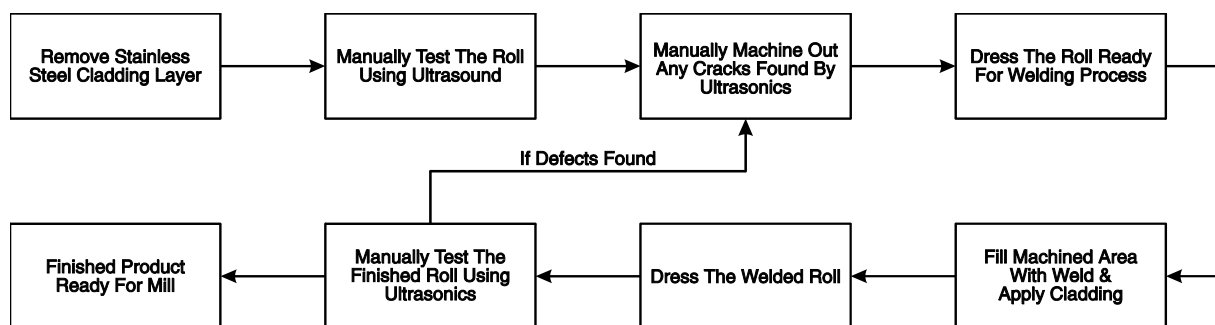 Remove Stainless
Steel Cladding Layer
Manually Test The Roll
Using Ultrasound
Manually Machine Out
Any Cracks Found By
Ultrasonics
Dress The Roll Ready
For Welding Process
If Defects Found
Finished Product
Ready For Mill
Manually Test The
Finished Roll Using
Ultrasonics
Dress The Welded Roll
Fill Machined Area
With Weld &
Apply Cladding